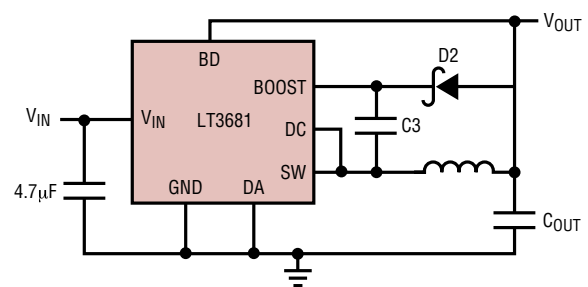 V_OUT
BD
D2
BOOST
V_IN
V_IN
LT3681
DC
C3
SW
4.7µF
GND
DA
C_OUT